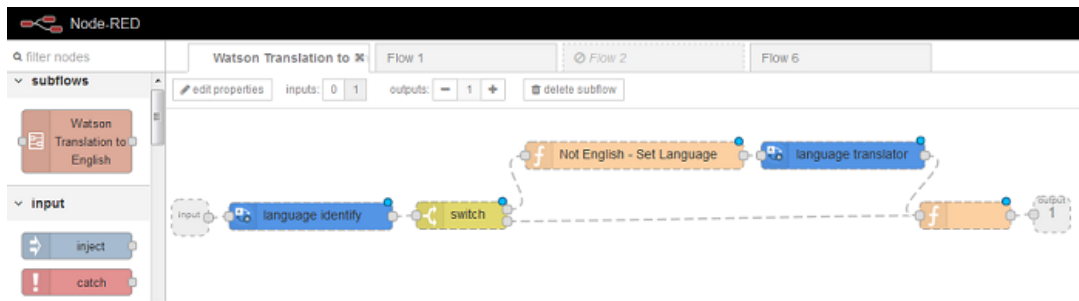 Node-RED
filter nodes
Watson Translation to
Flow 1
Flow 2
Flow 6
subflows
edit properties
inputs: 0 1
outputs: - 1 +
delete subflow
Watson
Translation to
English
Not English - Set Language
language translator
input
input
language identify
switch
output
1
inject
catch